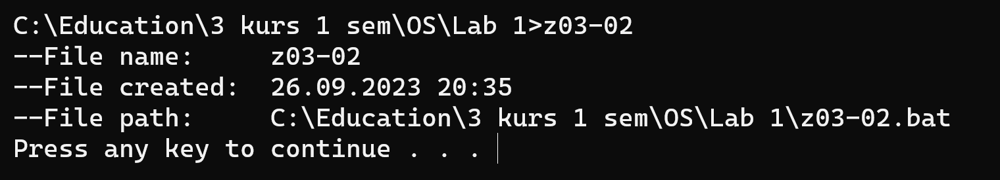 C:\Education\3 kurs 1 sem\OS\Lab 1>z03-02
--File name:     z03-02
--File created:  26.09.2023 20:35
--File path:     C:\Education\3 kurs 1 sem\OS\Lab 1\z03-02.bat
Press any key to continue . . .